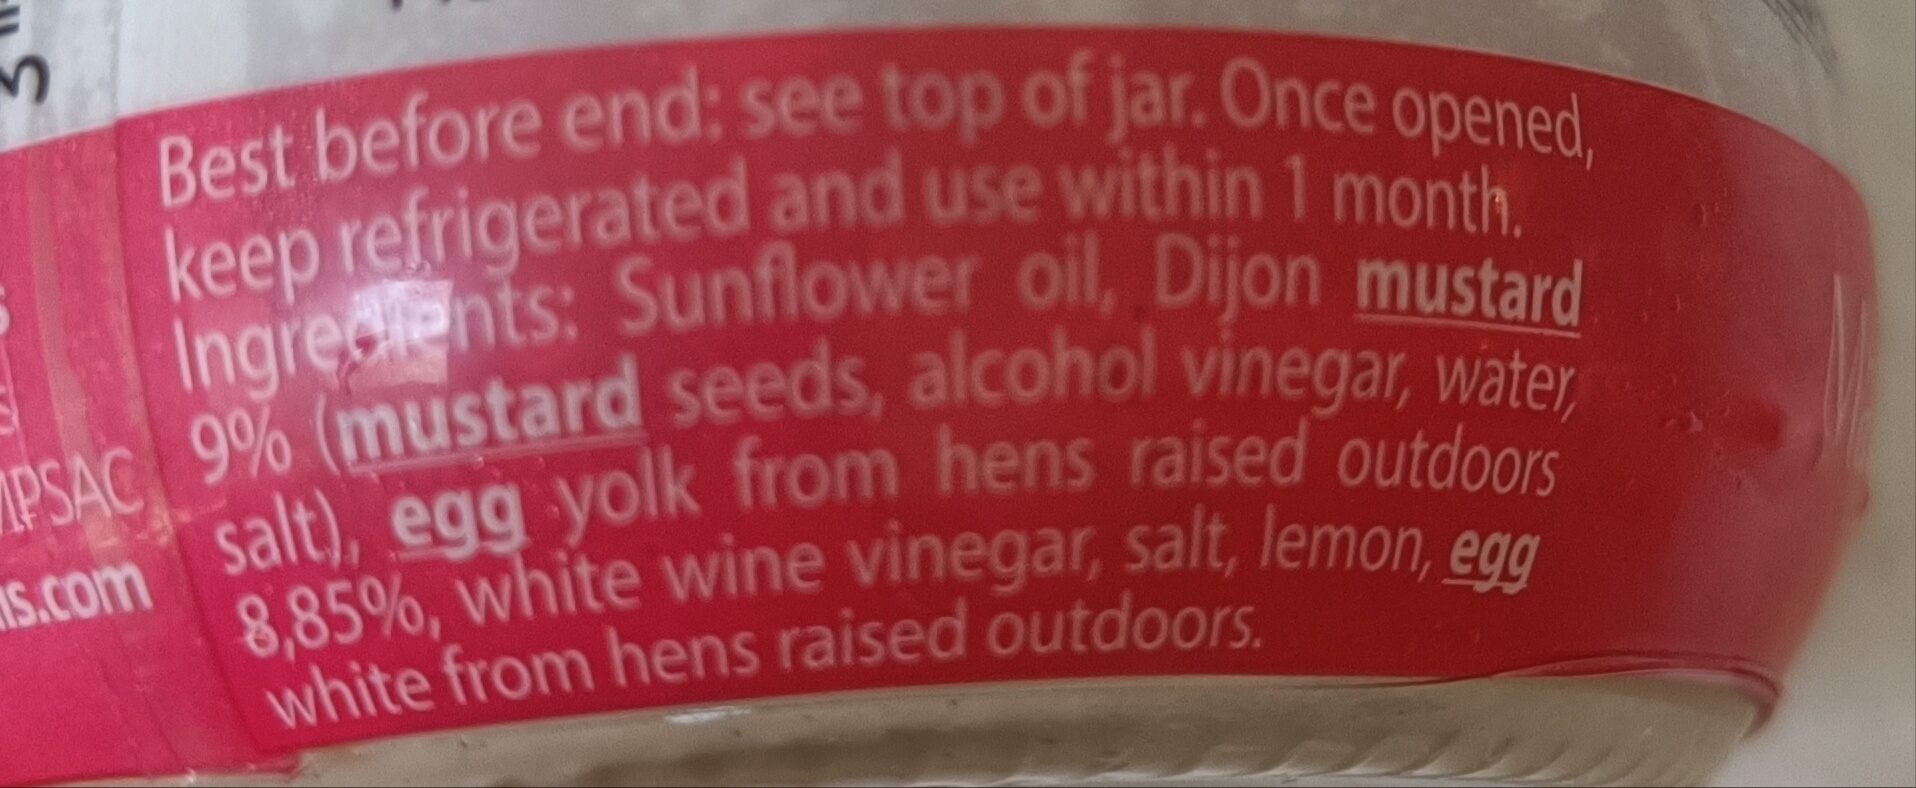 Best before end: see top of jar. Once opened,
keep refrigerated and use within 1 month.
Ingredients: Sunflower oil, Dijon mustard
9% (mustard seeds, alcohol vinegar, water,
salt), egg yolk from hens raised outdoors
8,85%, white wine vinegar, salt, lemon, egg
white from hens raised outdoors.